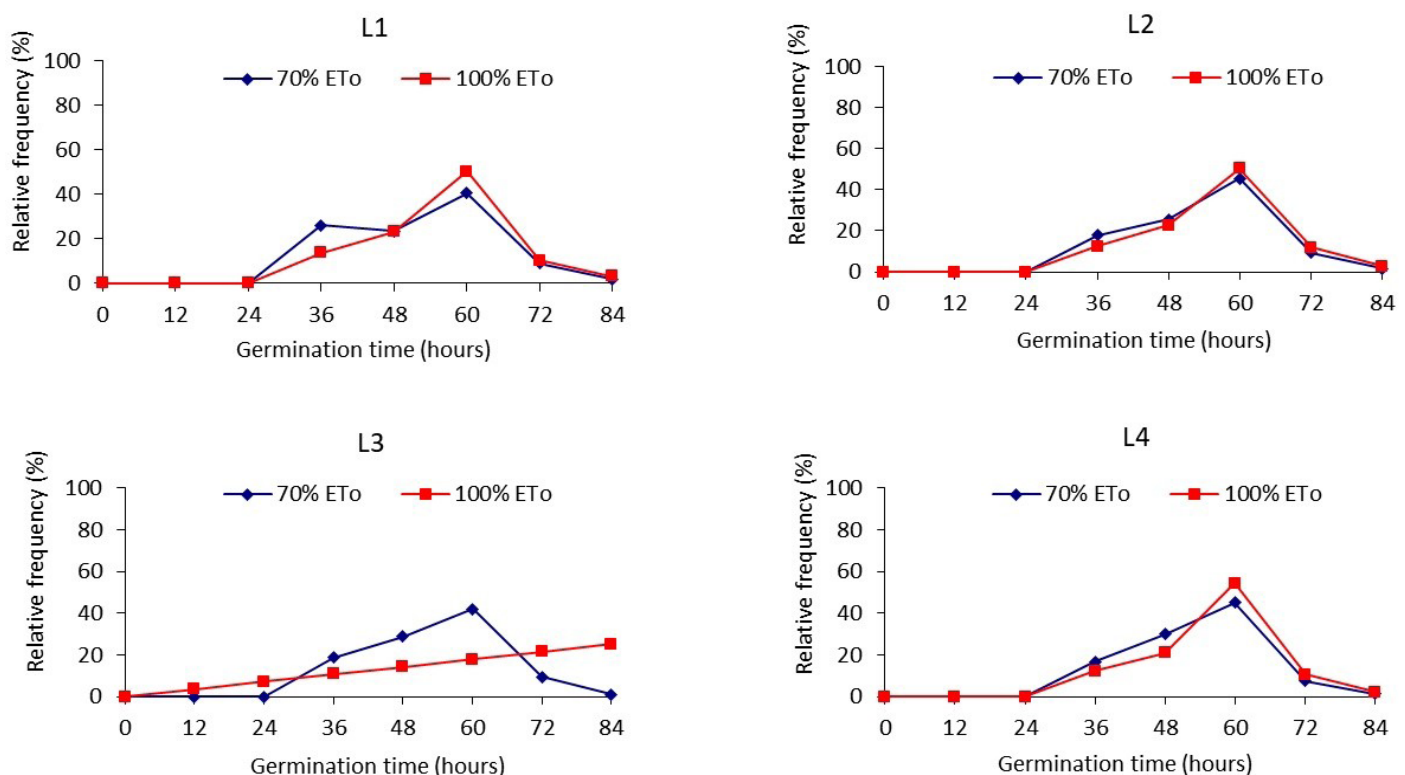 L1
Relative frequency (%)
100
80
60
40
20
0
70% ETo 100% ETo
0 12 24 36 48 60 72 84
Germination time (hours)
L2
Relative frequency (%)
100
80
60
40
20
0
70% ETo 100% ETo
0 12 24 36 48 60 72 84
Germination time (hours)
L3
Relative frequency (%)
100
80
60
40
20
0
70% ETo 100% ETo
0 12 24 36 48 60 72 84
Germination time (hours)
L4
Relative frequency (%)
100
80
60
40
20
0
70% ETo 100% ETo
0 12 24 36 48 60 72 84
Germination time (hours)